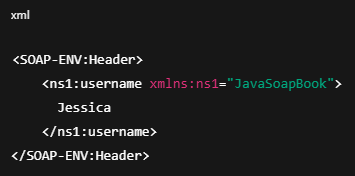 xml
<SOAP-ENV:Header>
<ns1:username xmlns:ns1="JavaSoapBook">
Jessica
</ns1:username>
</SOAP-ENV:Header>